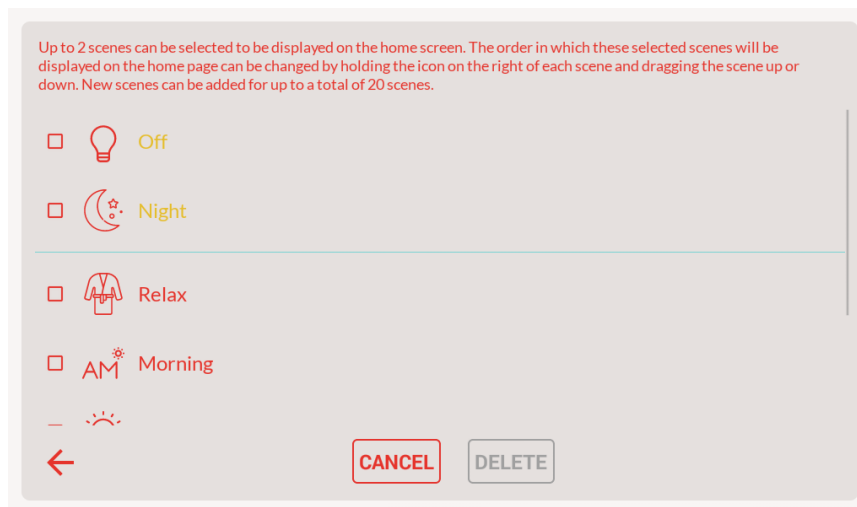 Up to 2 scenes can be selected to be displayed on the home screen. The order in which these selected scenes will be
displayed on the home page can be changed by holding the icon on the right of each scene and dragging the scene up or
down. New scenes can be added for up to a total of 20 scenes.
Off
Night
Relax
AM Morning
CANCEL DELETE